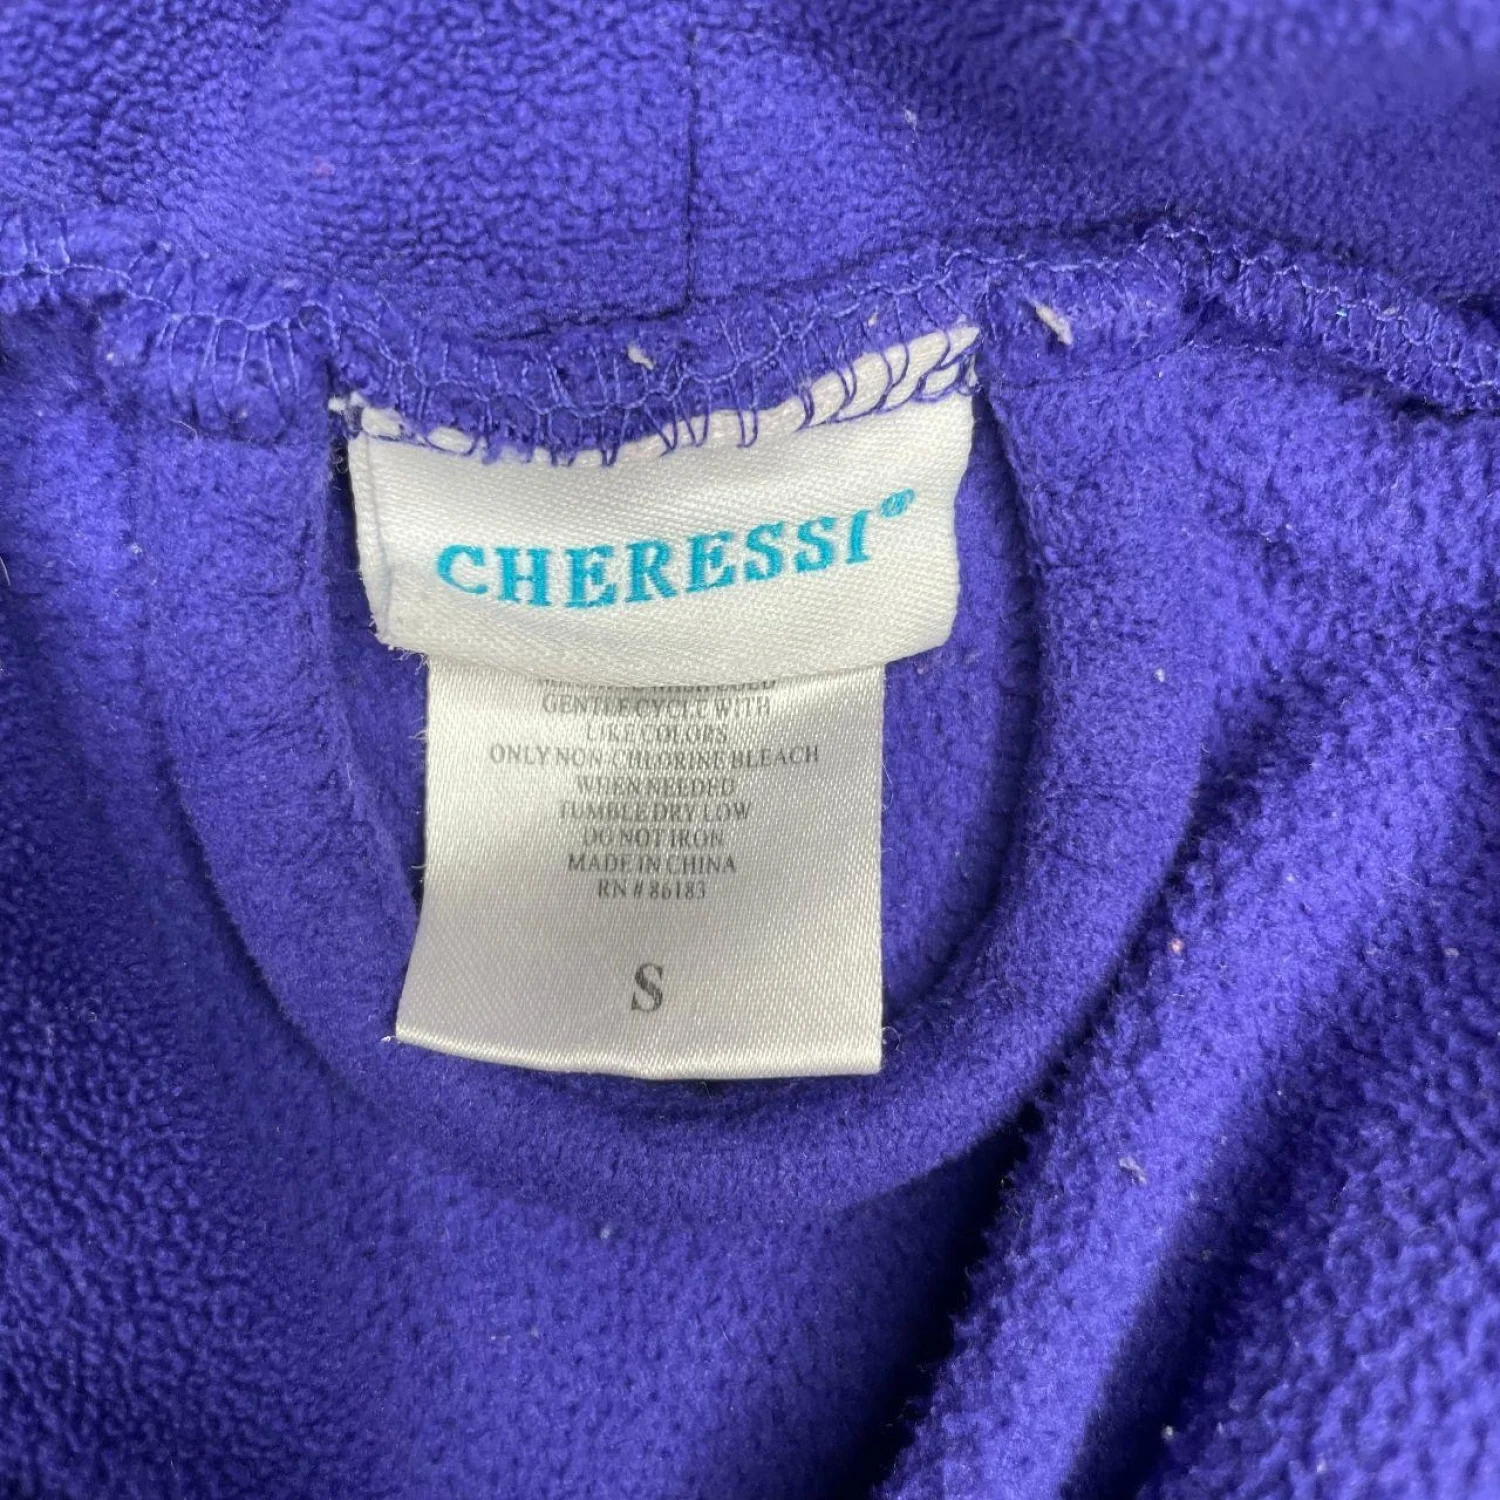 CHERESSI®
GENTLE CYCLE WITH
LIKE COLORS
ONLY NON-CHLORINE BLEACH
WHEN NEEDED
TUMBLE DRY LOW
DO NOT IRON
MADE IN CHINA
RN # 86183
S